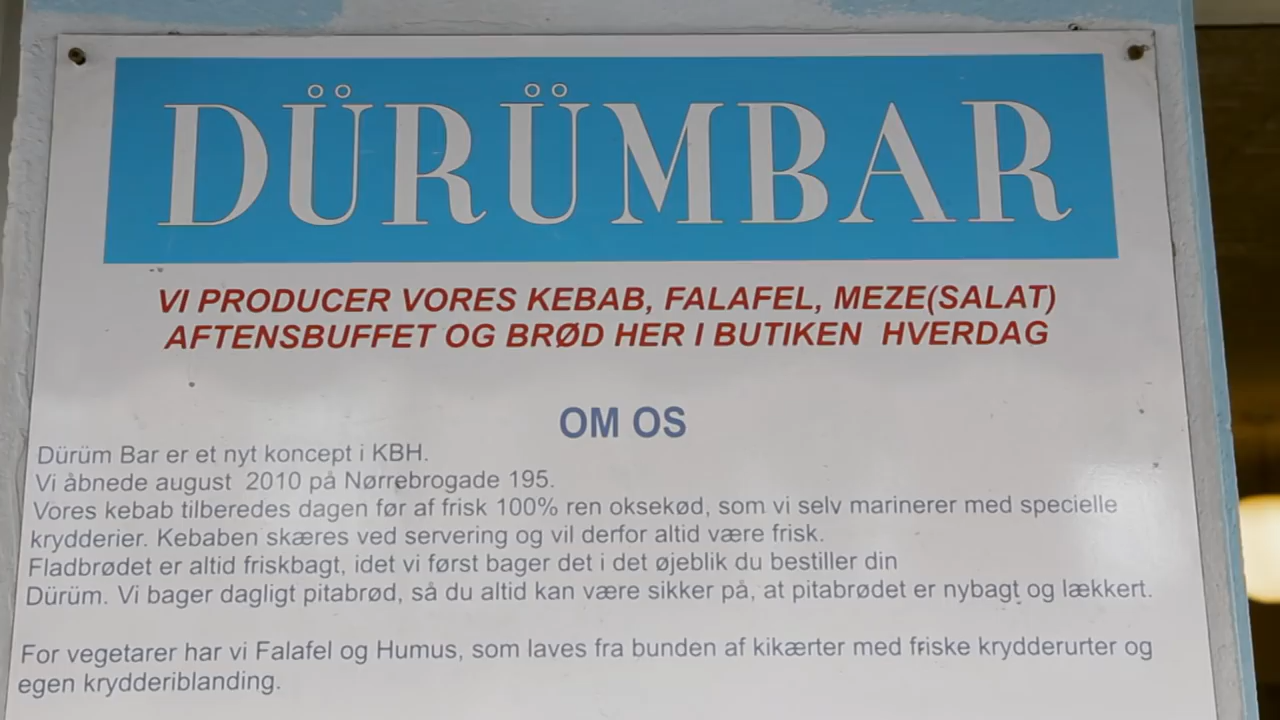 DÜRÜMBAR
VI PRODUCER VORES KEBAB, FALAFEL, MEZE(SALAT)
AFTENSBUFFET OG BRØD HER I BUTIKEN HVERDAG
OM OS
Dürüm Bar er et nyt koncept i KBH.
Vi åbnede august 2010 på Nørrebrogade 195.
Vores kebab tilberedes dagen før af frisk 100% ren oksekød, som vi selv marinerer med specielle
krydderier. Kebaben skæres ved servering og vil derfor altid være frisk.
Fladbrødet er altid friskbagt, idet vi først bager det i det øjeblik du bestiller din
Dürüm. Vi bager dagligt pitabrød, så du altid kan være sikker på, at pitabrødet er nybagt og lækkert.
For vegetarer har vi Falafel og Humus, som laves fra bunden af kikærter med friske krydderurter og
egen krydderiblanding.